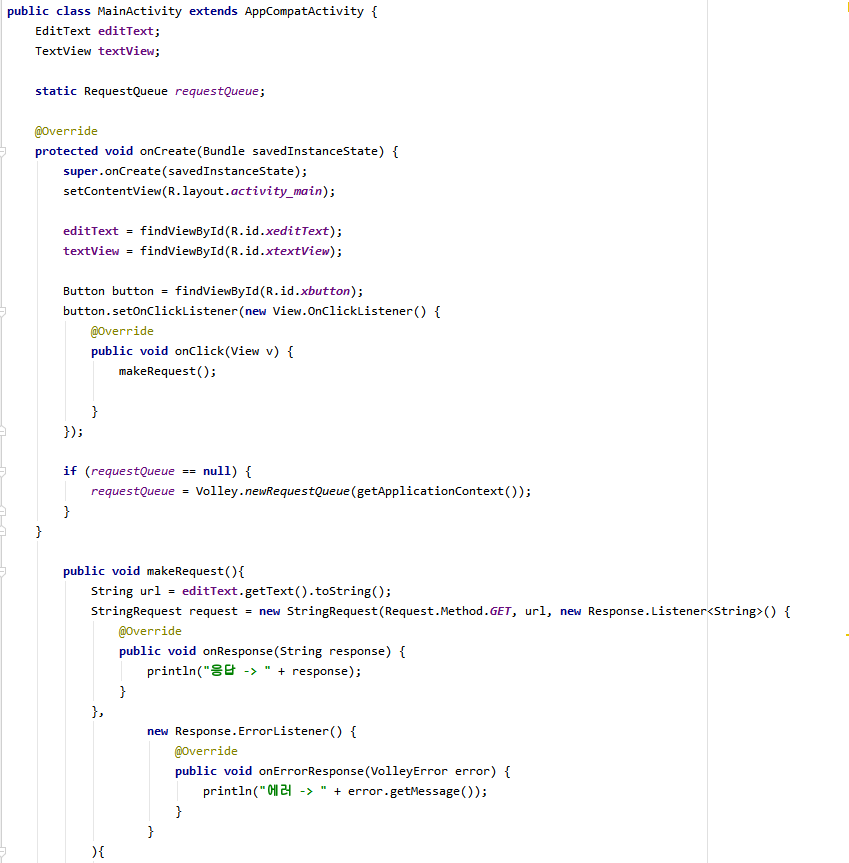 public class MainActivity extends AppCompatActivity {
    EditText editText;
    TextView textView;

    static RequestQueue requestQueue;

    @Override
    protected void onCreate(Bundle savedInstanceState) {
        super.onCreate(savedInstanceState);
        setContentView(R.layout.activity_main);

        editText = findViewById(R.id.xeditText);
        textView = findViewById(R.id.xtextView);

        Button button = findViewById(R.id.xbutton);
        button.setOnClickListener(new View.OnClickListener() {
            @Override
            public void onClick(View v) {
                makeRequest();

            }
        });

        if (requestQueue == null) {
            requestQueue = Volley.newRequestQueue(getApplicationContext());
        }
    }

        public void makeRequest(){
            String url = editText.getText().toString();
            StringRequest request = new StringRequest(Request.Method.GET, url, new Response.Listener<String>() {
                @Override
                public void onResponse(String response) {
                    println("응답 -> " + response);
                }
            },
                    new Response.ErrorListener() {
                        @Override
                        public void onErrorResponse(VolleyError error) {
                            println("에러 -> " + error.getMessage());
                        }
                    }
            ){